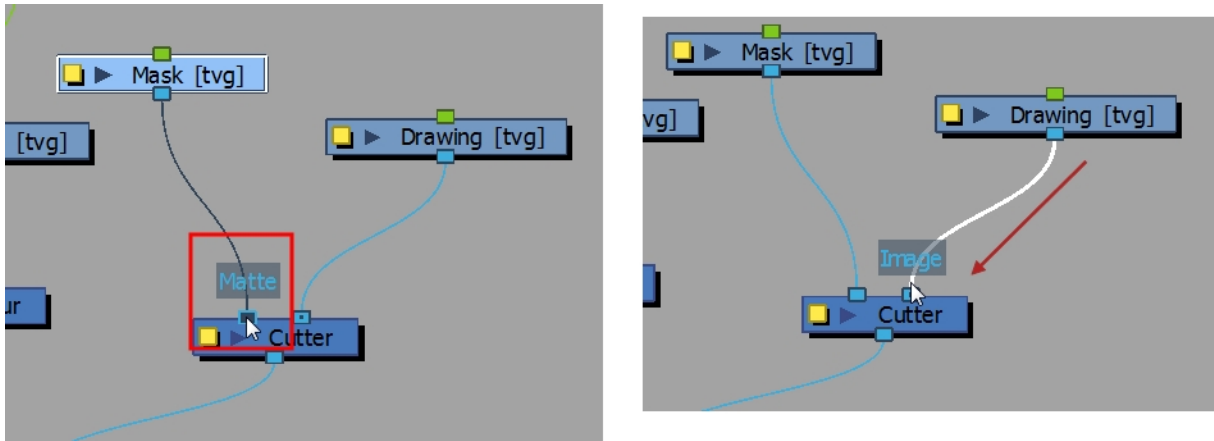 Mask [tvg]
[tvg]
Drawing [tvg]
Matte
ur
Cutter
Mask [tvg]
vg]
Drawing [tvg]
Image
Cutter